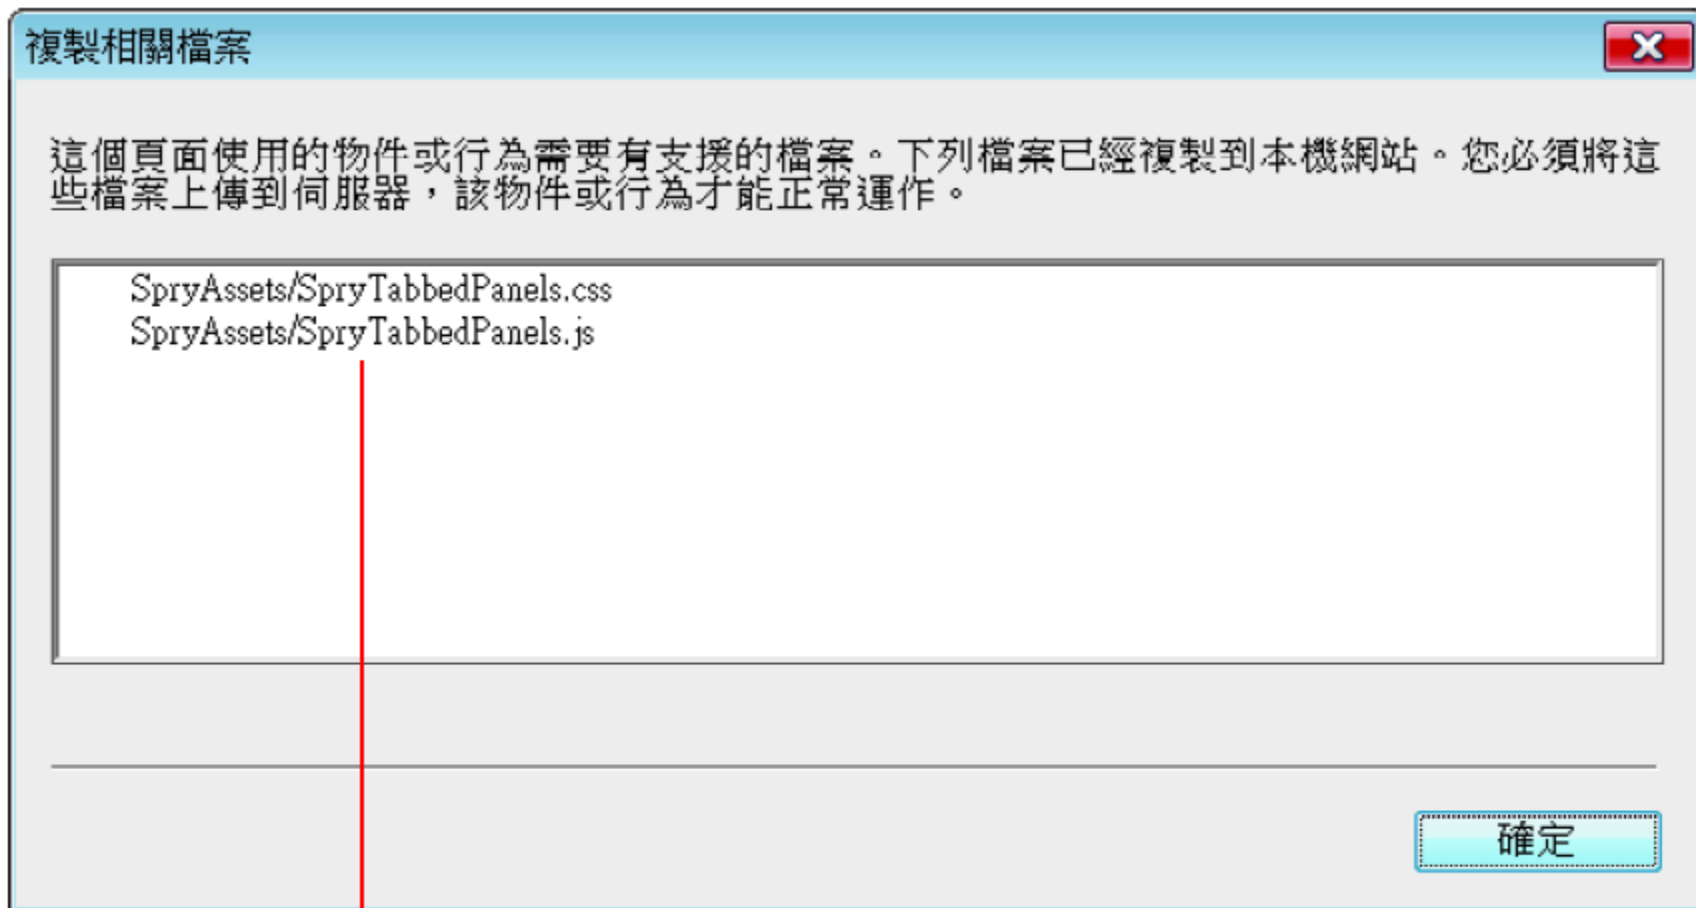 複製相關檔案
這個頁面使用的物件或行為需要有支援的檔案。下列檔案已經複製到本機網站。您必須將這
些檔案上傳到伺服器，該物件或行為才能正常運作。
SpryAssets/SpryTabbedPanels.css
SpryAssets/SpryTabbedPanels.js
確定